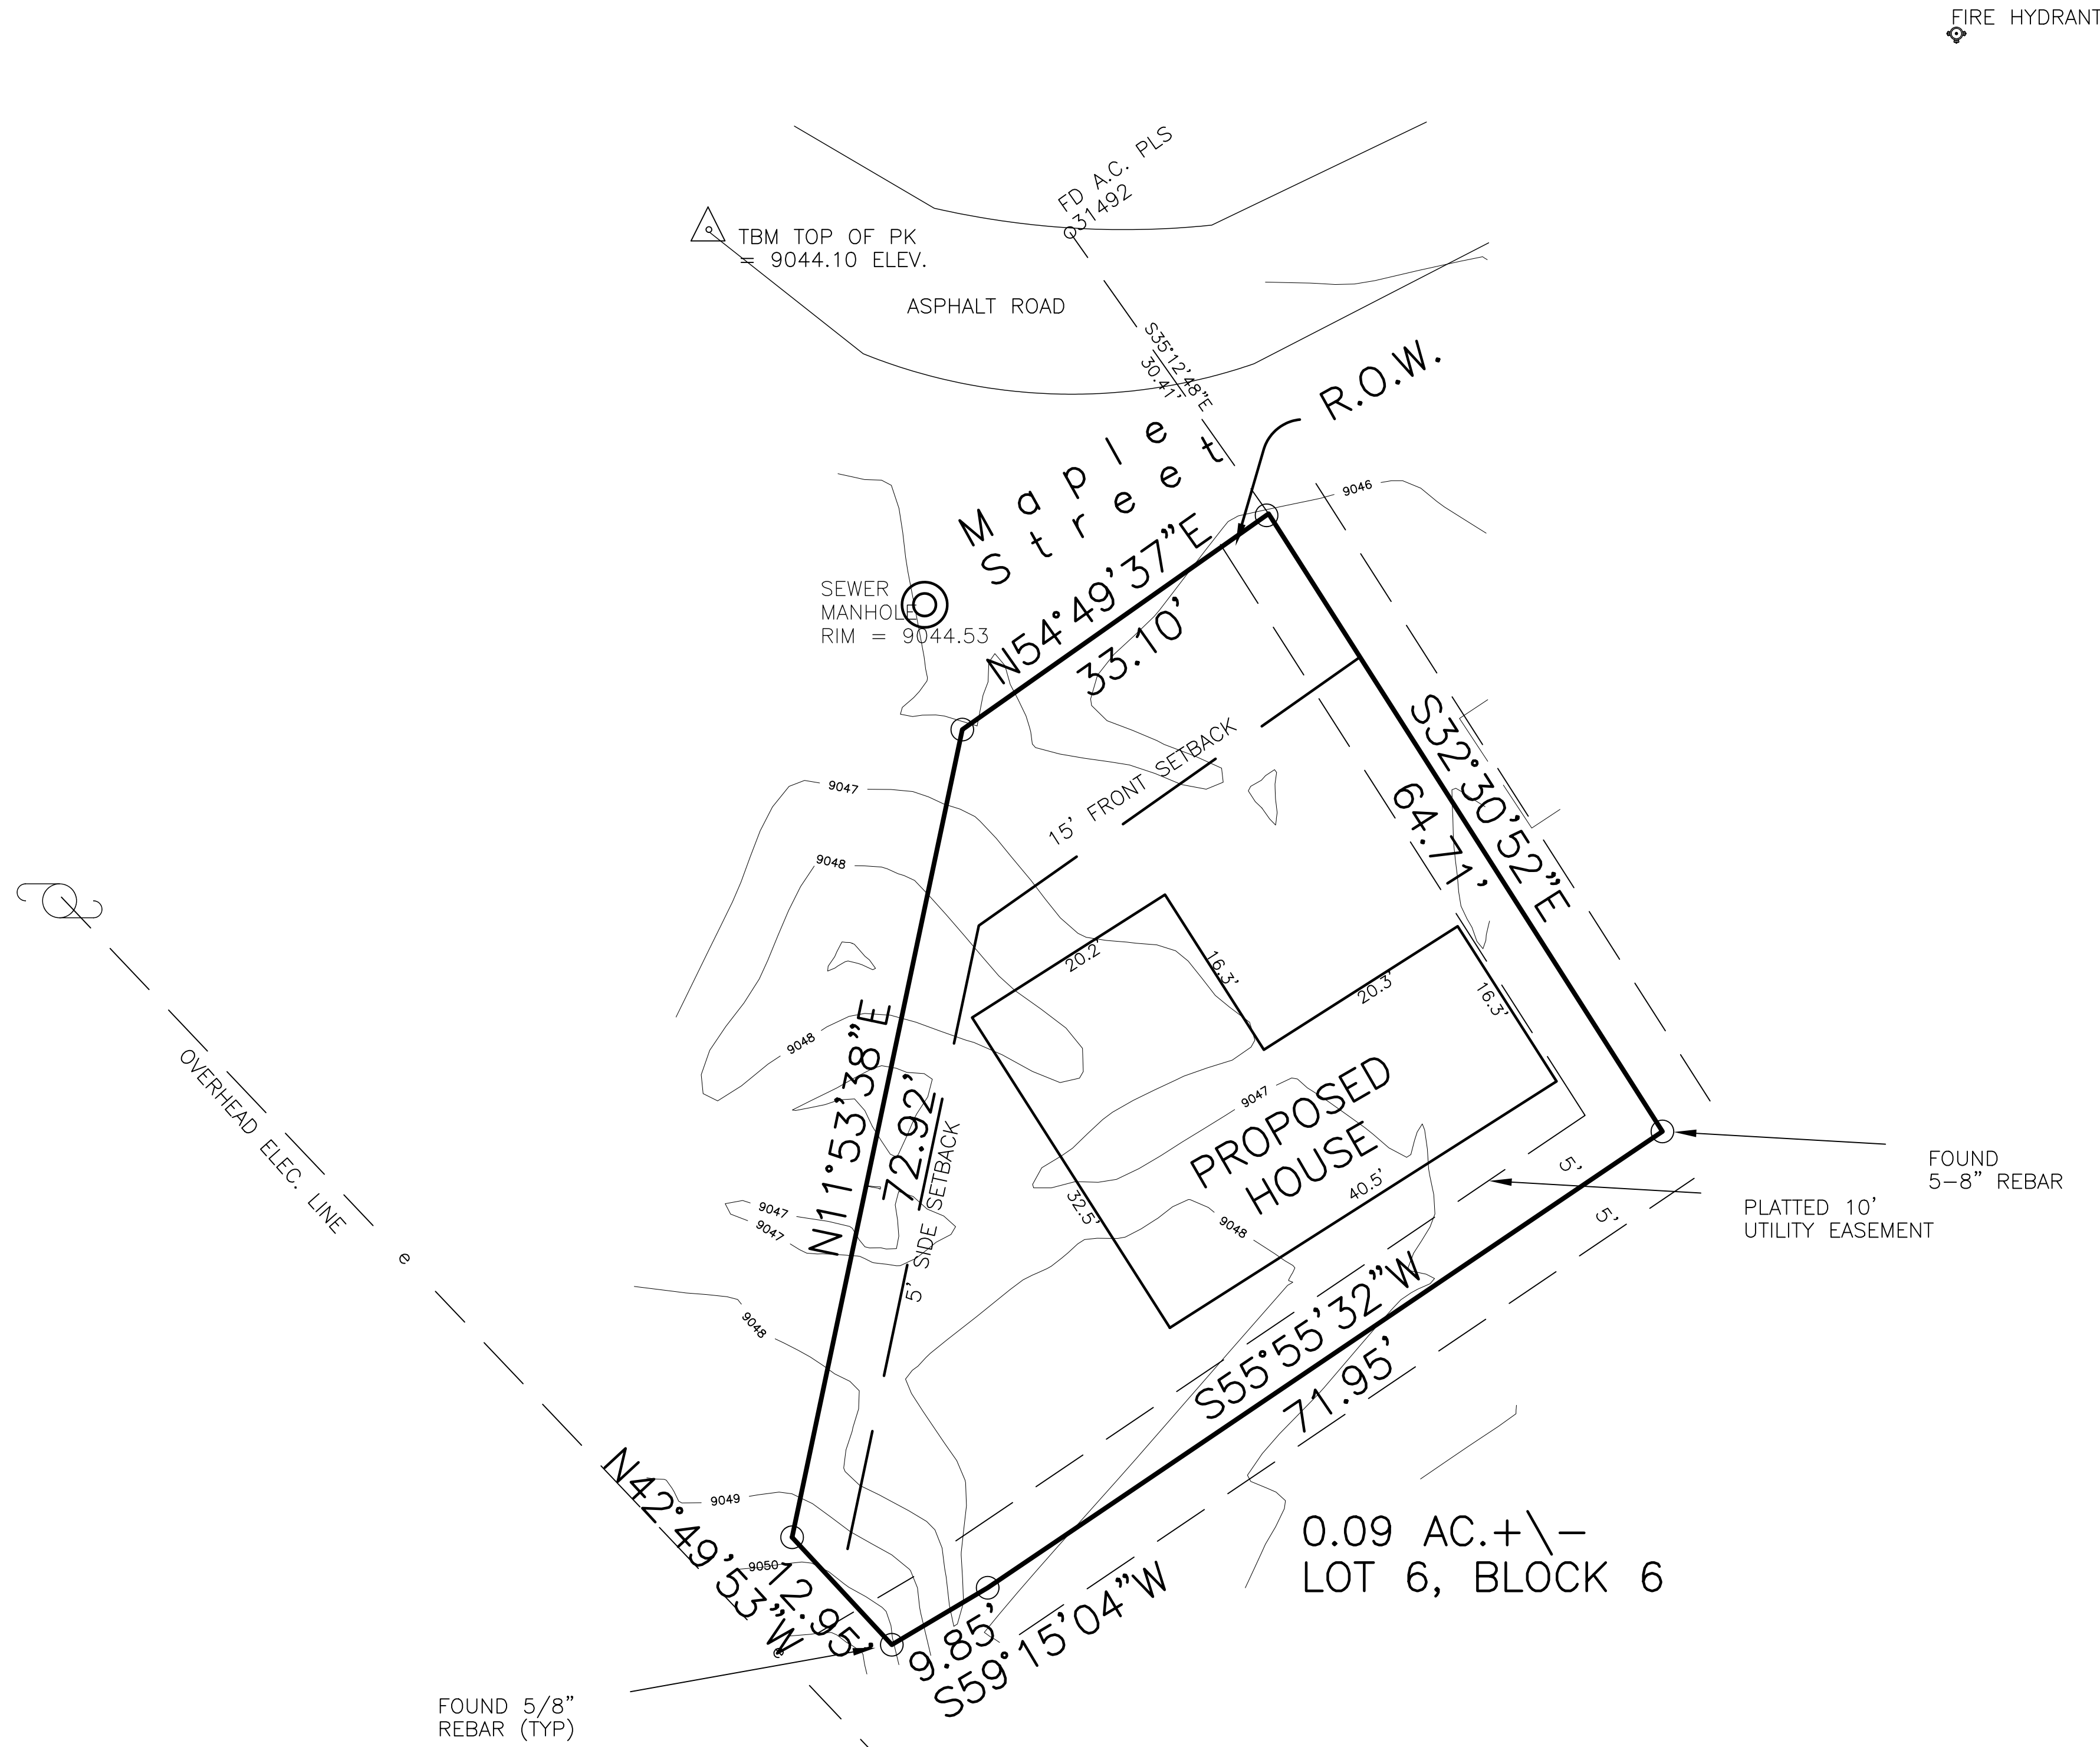 FIRE HYDRANT
FD A.C. PLS
31492
TBM TOP OF PK
= 9044.10 ELEV.
ASPHALT ROAD
S35°12'48"E
30.41'
R.O.W.
Maple
Street
9046
SEWER
MANHOLE
RIM = 9044.53
N54°49'37"E
33.10'
S32°30'52"E
64.71'
15' FRONT SETBACK
9047
9048
20.2'
16.3'
20.3'
16.3'
9048
N11°53'38"E
72.92'
OVERHEAD ELEC. LINE
e
9047
PROPOSED
HOUSE
40.5'
32.5'
5' SIDE SETBACK
5'
5'
FOUND
5-8" REBAR
PLATTED 10'
UTILITY EASEMENT
9047
9047
9048
9048
S55°55'32"W
71.95'
N42°49'53"W
12.95'
9049
9050
0.09 AC.+\-
LOT 6, BLOCK 6
9.85'
S59°15'04"W
FOUND 5/8"
REBAR (TYP)